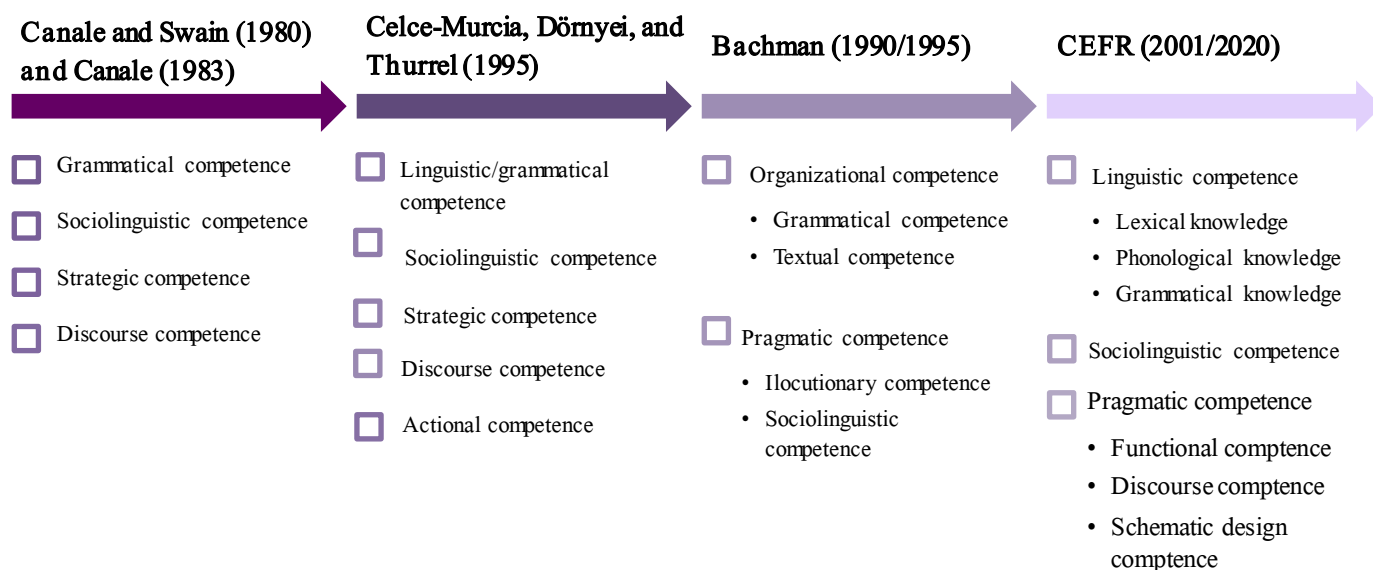 Canale and Swain (1980)
and Canale (1983)
Grammatical competence
Sociolinguistic competence
Strategic competence
Discourse competence
Celce-Murcia, Dörnyei, and
Thurrel (1995)
Linguistic/grammatical
competence
Sociolinguistic competence
Strategic competence
Discourse competence
Actional competence
Bachman (1990/1995)
Organizational competence
• Grammatical competence
• Textual competence
Pragmatic competence
• Ilocutionary competence
• Sociolinguistic
competence
CEFR (2001/2020)
Linguistic competence
• Lexical knowledge
• Phonological knowledge
• Grammatical knowledge
Sociolinguistic competence
Pragmatic competence
• Functional comptence
• Discourse comptence
• Schematic design
comptence